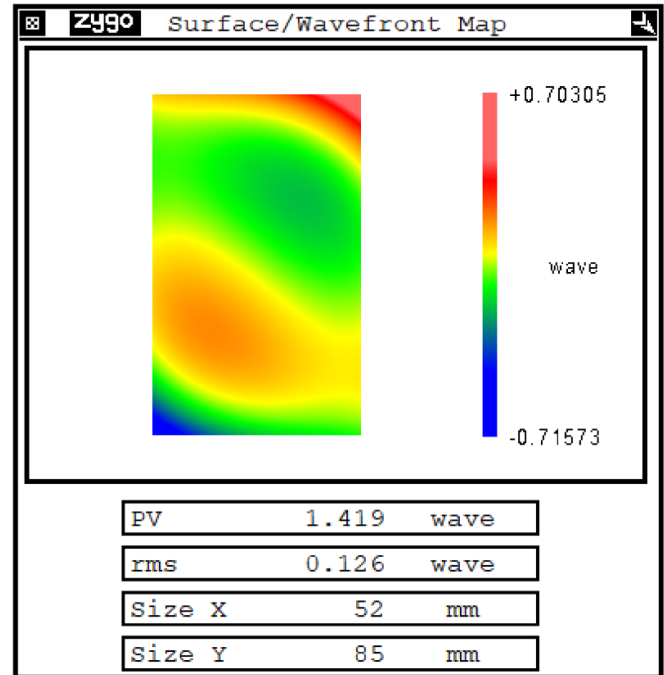 zygo Surface/Wavefront Map
+0.70305
wave
-0.71573
PV 1.419 wave
rms 0.126 wave
Size X 52 mm
Size Y 85 mm